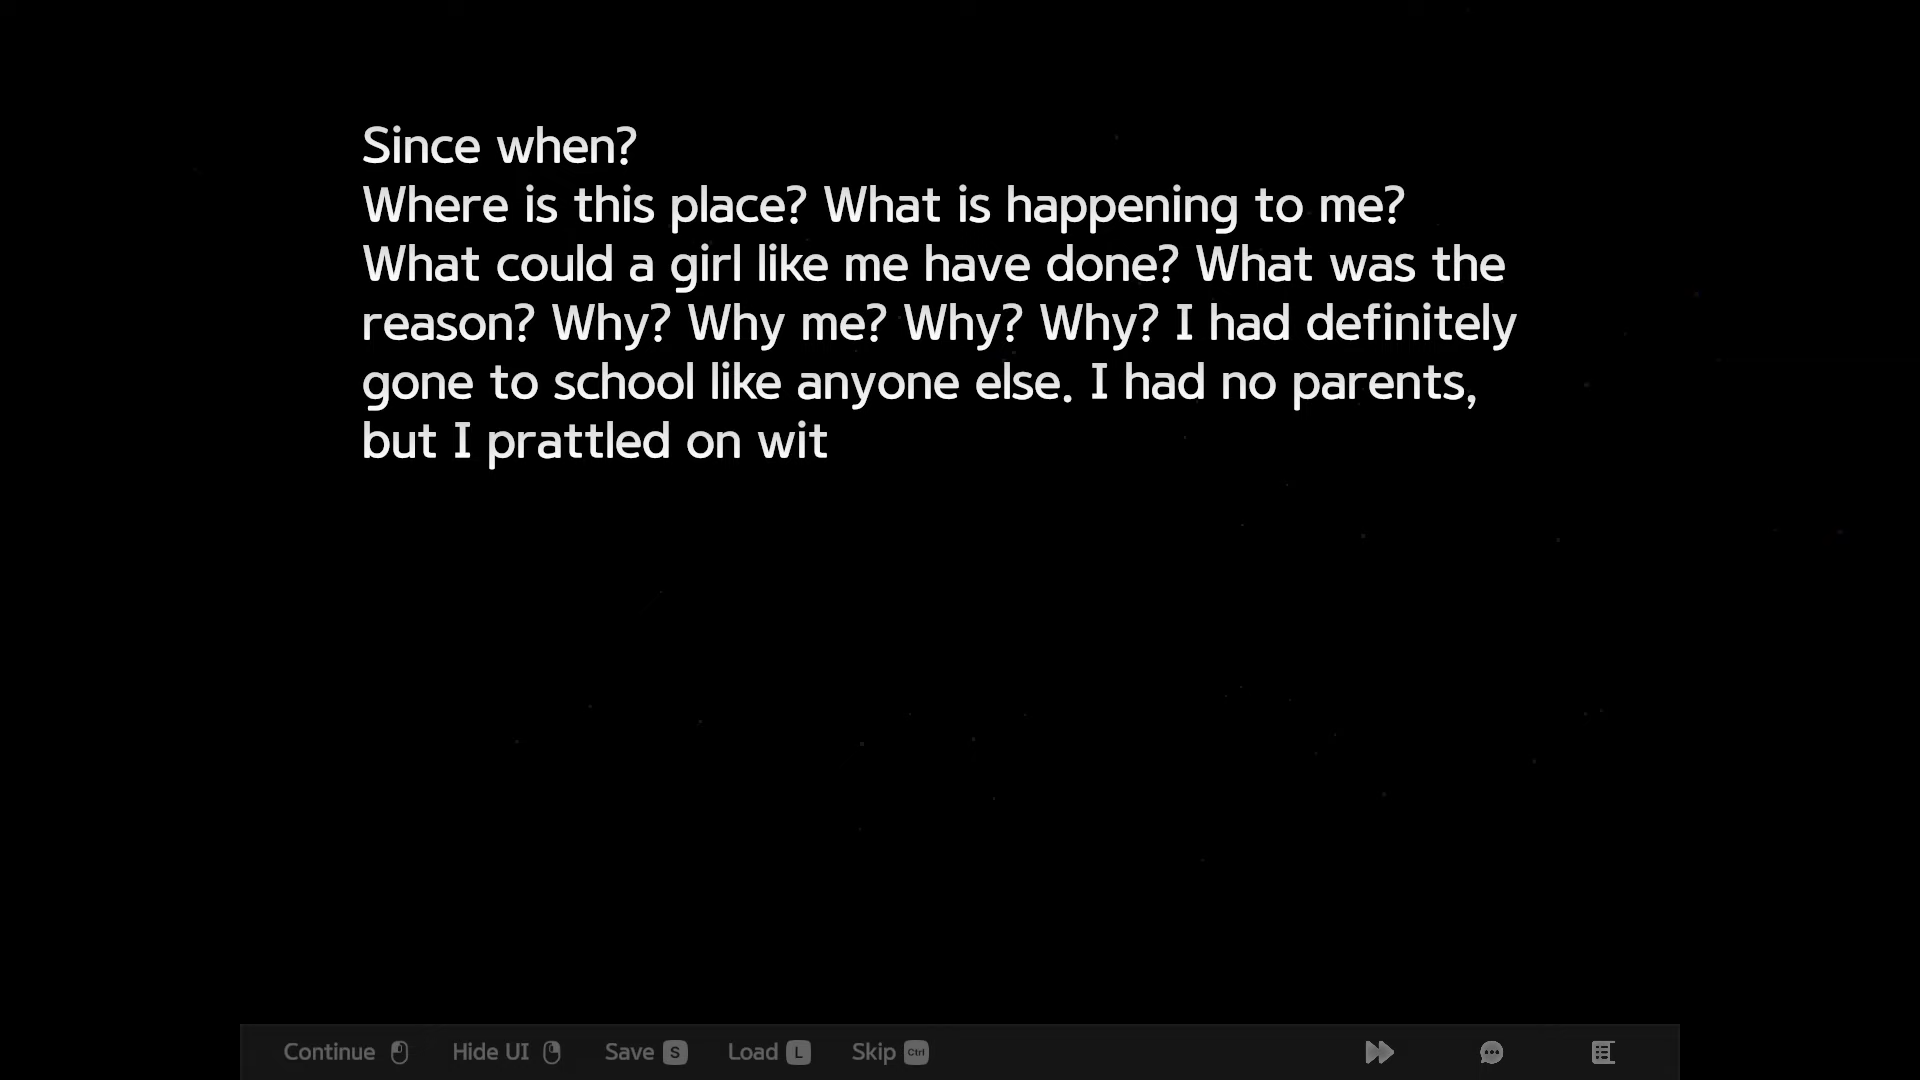 Since when?
Where is this place? What is happening to me?
What could a girl like me have done? What was the
reason? Why? Why me? Why? Why? I had definitely
gone to school like anyone else. I had no parents,
but I prattled on wit
Continue Hide UI Save S Load L Skip Ctrl